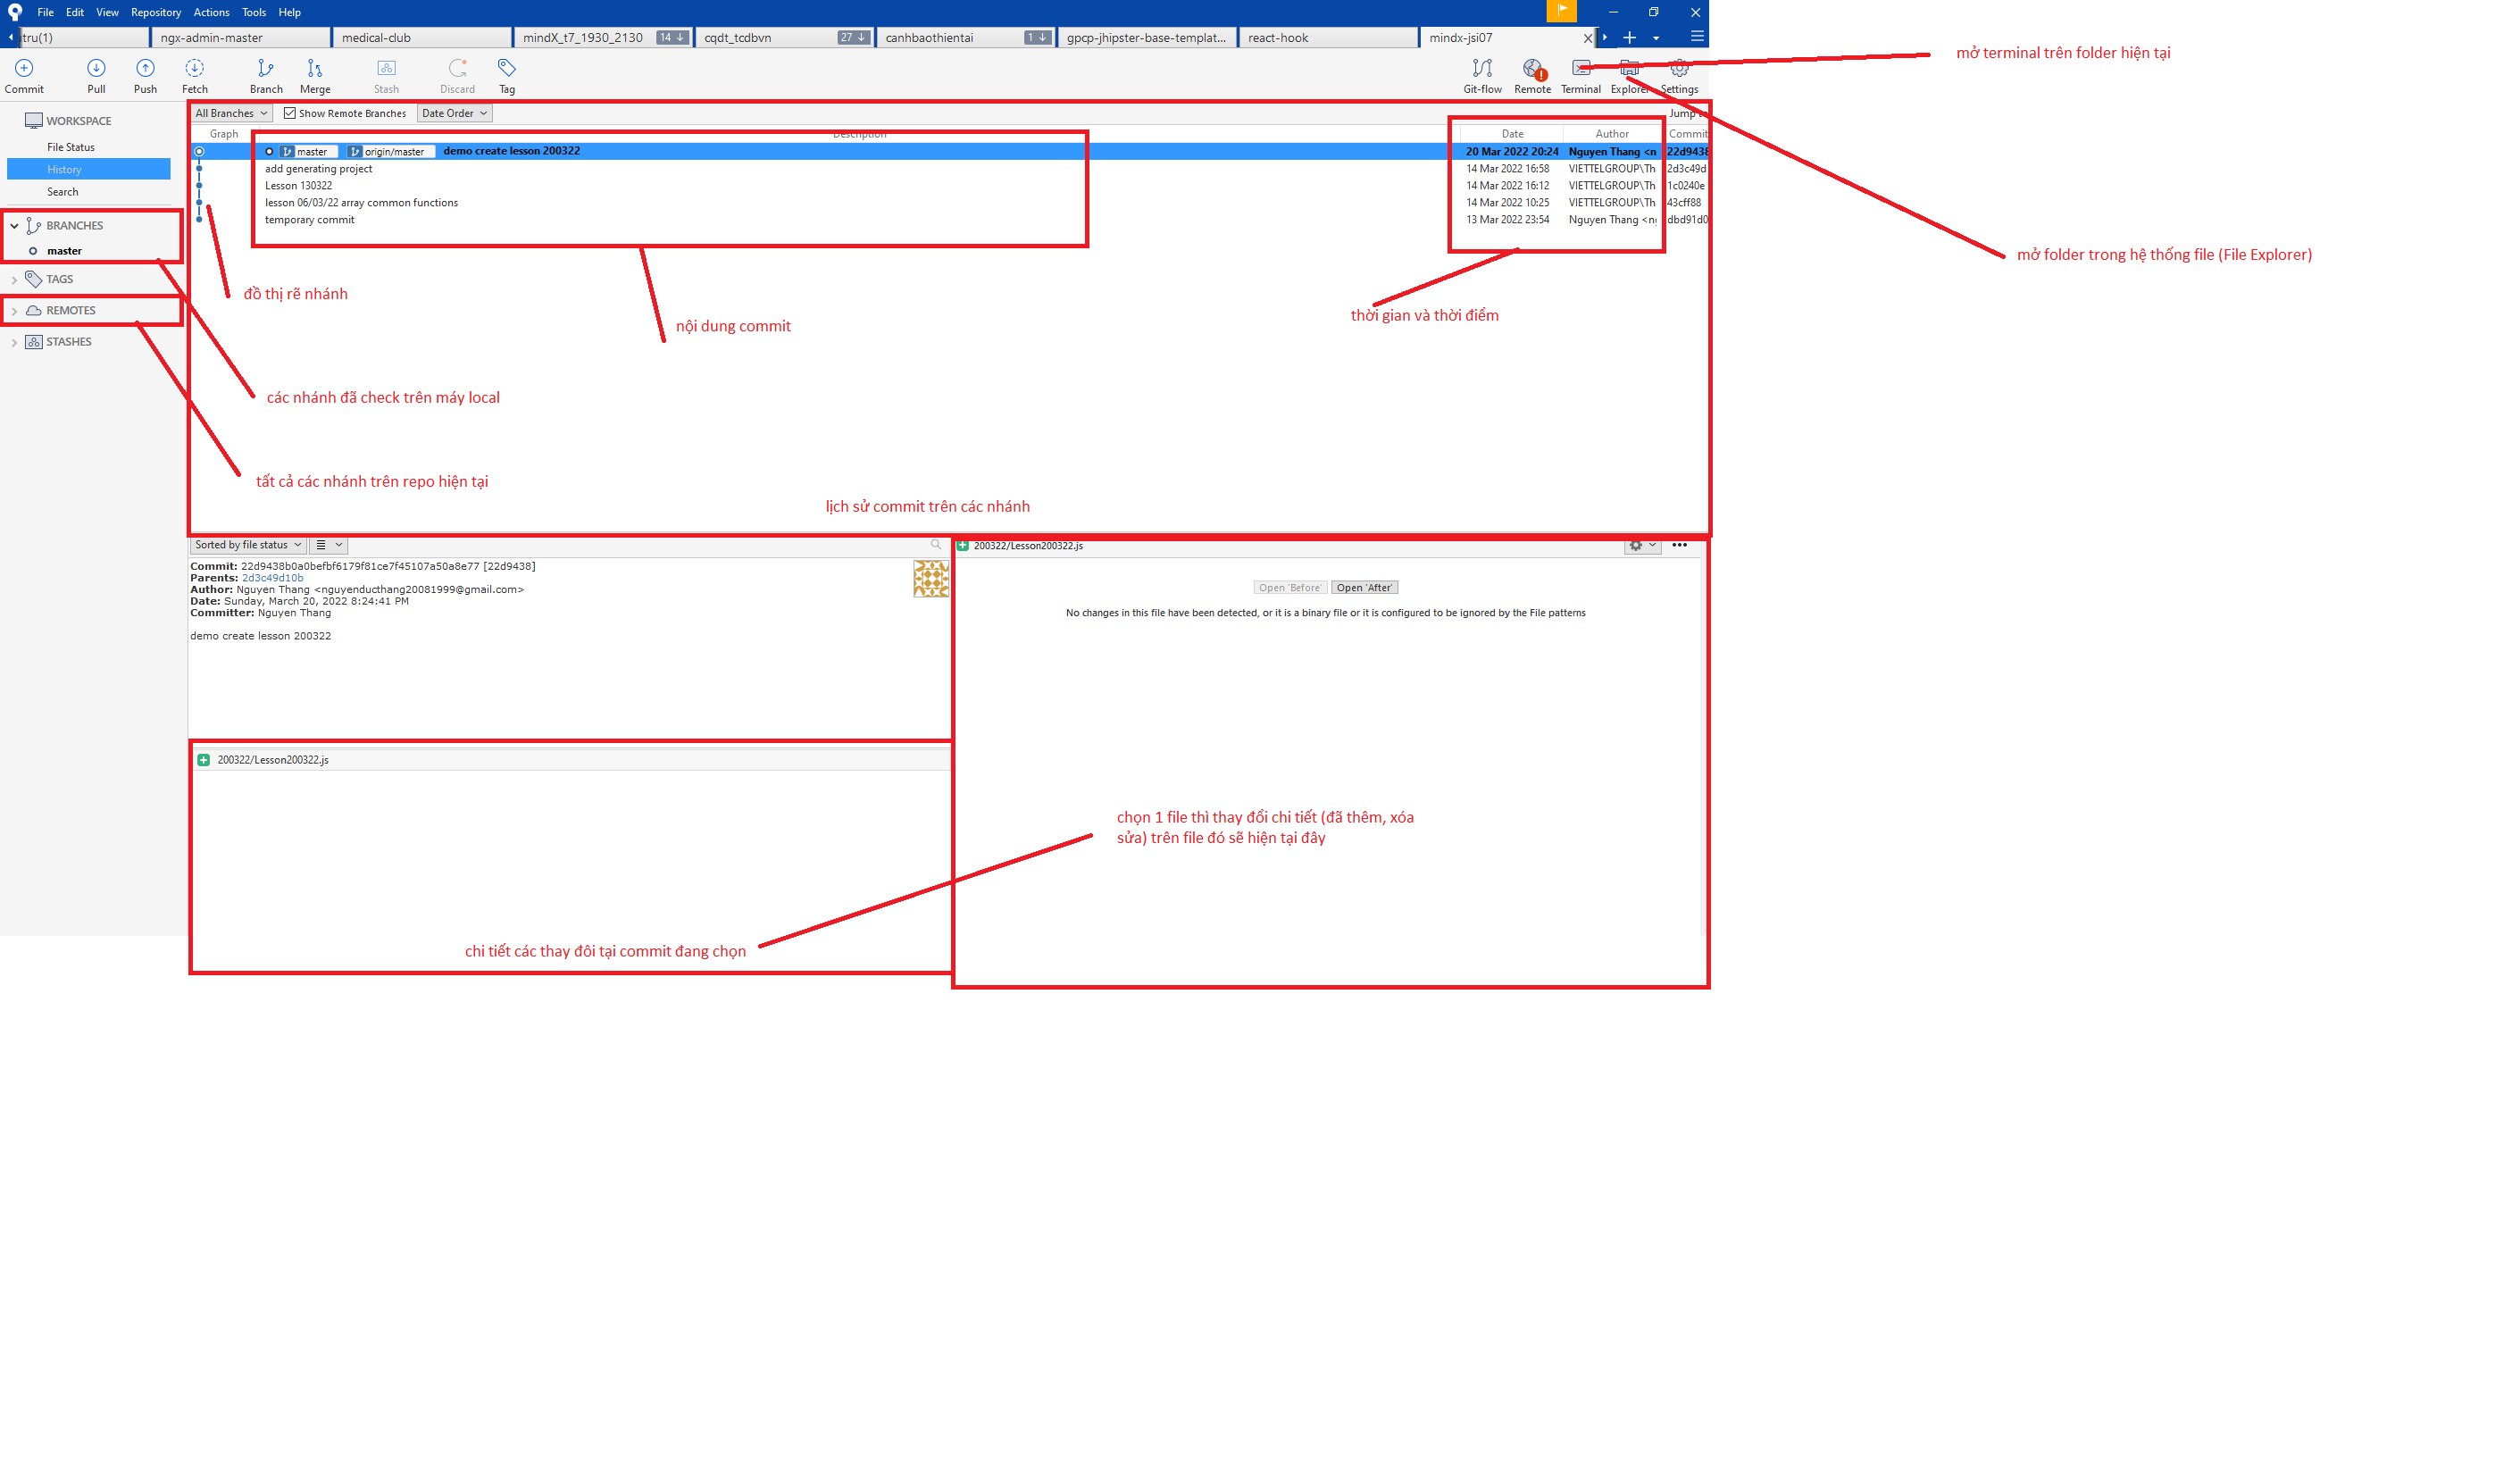 File Edit View Repository Actions Tools Help
itru(1) ngx-admin-master medical-club mindX_t7_1930_2130 14 cqdt_tcdbvn 27 canhbaothientai 1 gpcp-jhipster-base-templat... react-hook mindx-jsi07
Commit Pull Push Fetch Branch Merge Stash Discard Tag Git-flow Remote Terminal Explorer Settings
mở terminal trên folder hiện tại
mở folder trong hệ thống file (File Explorer)
WORKSPACE
File Status
History
Search
BRANCHES
master
TAGS
REMOTES
STASHES
All Branches Show Remote Branches Date Order Jump
Graph Description Date Author Commit
master origin/master demo create lesson 200322 20 Mar 2022 20:24 Nguyen Thang <n 22d9438
add generating project 14 Mar 2022 16:58 VIETTELGROUP\Th 2d3c49d
Lesson 130322 14 Mar 2022 16:12 VIETTELGROUP\Th 1c0240e
lesson 06/03/22 array common functions 14 Mar 2022 10:25 VIETTELGROUP\Th 43cff88
temporary commit 13 Mar 2022 23:54 Nguyen Thang <n dbd91d0
đồ thị rẽ nhánh
nội dung commit
thời gian và thời điểm
các nhánh đã check trên máy local
tất cả các nhánh trên repo hiện tại
lịch sử commit trên các nhánh
Sorted by file status
Commit: 22d9438b0a0befbf6179f81ce7f45107a50a8e77 [22d9438]
Parents: 2d3c49d10b
Author: Nguyen Thang <nguyenducthang20081999@gmail.com>
Date: Sunday, March 20, 2022 8:24:41 PM
Committer: Nguyen Thang
demo create lesson 200322
200322/Lesson200322.js
chi tiết các thay đôi tại commit đang chọn
200322/Lesson200322.js
Open 'Before' Open 'After'
No changes in this file have been detected, or it is a binary file or it is configured to be ignored by the File patterns
chọn 1 file thì thay đổi chi tiết (đã thêm, xóa
sửa) trên file đó sẽ hiện tại đây